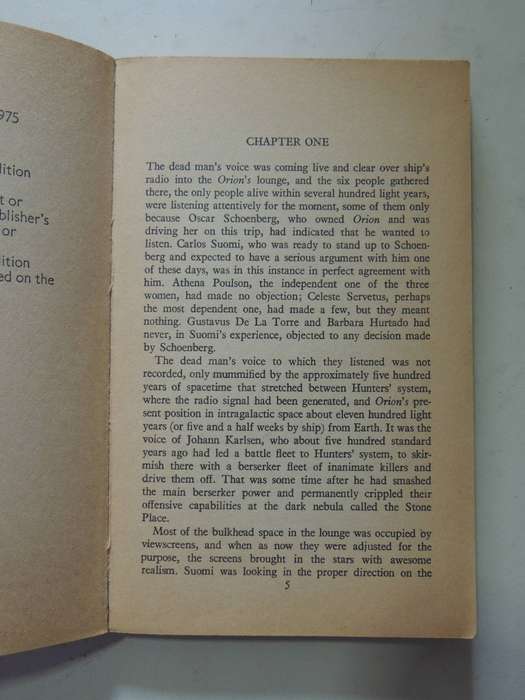 975
dition
t or
blisher's
or
dition
ed on the
CHAPTER ONE
The dead man's voice was coming live and clear over ship's
radio into the Orion's lounge, and the six people gathered
there, the only people alive within several hundred light years,
were listening attentively for the moment, some of them only
because Oscar Schoenberg, who owned Orion and was
driving her on this trip, had indicated that he wanted to
listen. Carlos Suomi, who was ready to stand up to Schoen-
berg and expected to have a serious argument with him one
of these days, was in this instance in perfect agreement with
him. Athena Poulson, the independent one of the three
women, had made no objection; Celeste Servetus, perhaps
the most dependent one, had made a few, but they meant
nothing. Gustavus De La Torre and Barbara Hurtado had
never, in Suomi's experience, objected to any decision made
by Schoenberg.
The dead man's voice to which they listened was not
recorded, only mummified by the approximately five hundred
years of spacetime that stretched between Hunters' system,
where the radio signal had been generated, and Orion's pre-
sent position in intragalactic space about eleven hundred light
years (or five and a half weeks by ship) from Earth. It was the
voice of Johann Karlsen, who about five hundred standard
years ago had led a battle fleet to Hunters' system, to skir-
mish there with a berserker fleet of inanimate killers and
drive them off. That was some time after he had smashed
the main berserker power and permanently crippled their
offensive capabilities at the dark nebula called the Stone
Place.
Most of the bulkhead space in the lounge was occupied by
viewscreens, and when as now they were adjusted for the
purpose, the screens brought in the stars with awesome
realism. Suomi was looking in the proper direction on the
5